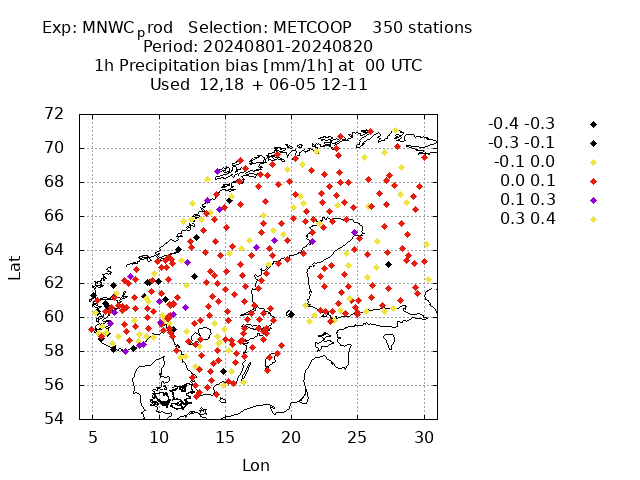 Exp: MNWCprod Selection: METCOOP 350 stations
Period: 20240801-20240820
1h Precipitation bias [mm/1h] at 00 UTC
Used 12,18 + 06-05 12-11
-0.4 -0.3
-0.3 -0.1
-0.1 0.0
0.0 0.1
0.1 0.3
0.3 0.4
72
70
68
66
64
62
60
58
56
54
Lat
5 10 15 20 25 30
Lon